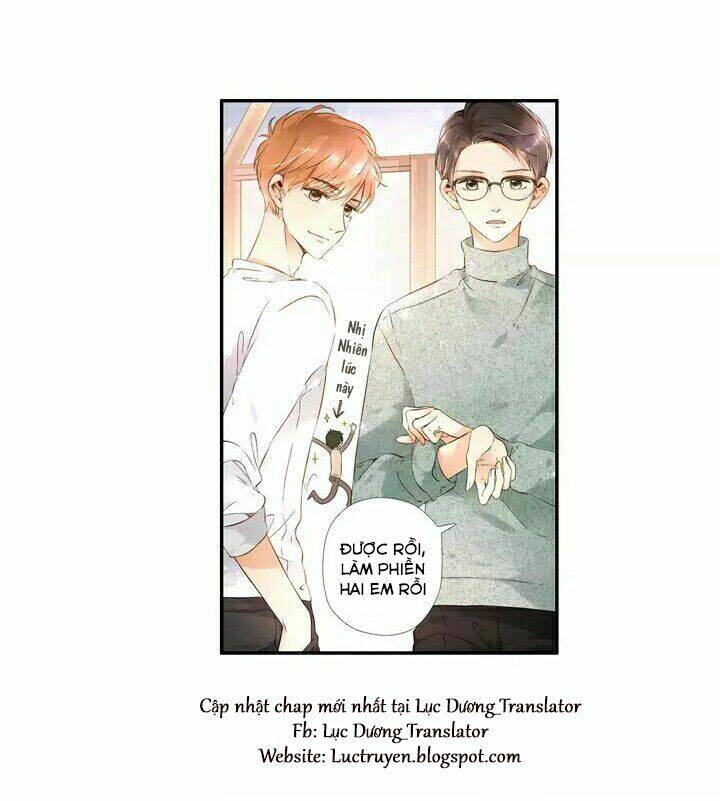 Nhị
Nhiên
lúc
này
ĐƯỢC RỒI,
LÀM PHIỀN
HAI EM RỒI
Cập nhật chap mới nhất tại Lục Dương_Translator
Fb: Lục Dương_Translator
Website: Luctruyen.blogspot.com